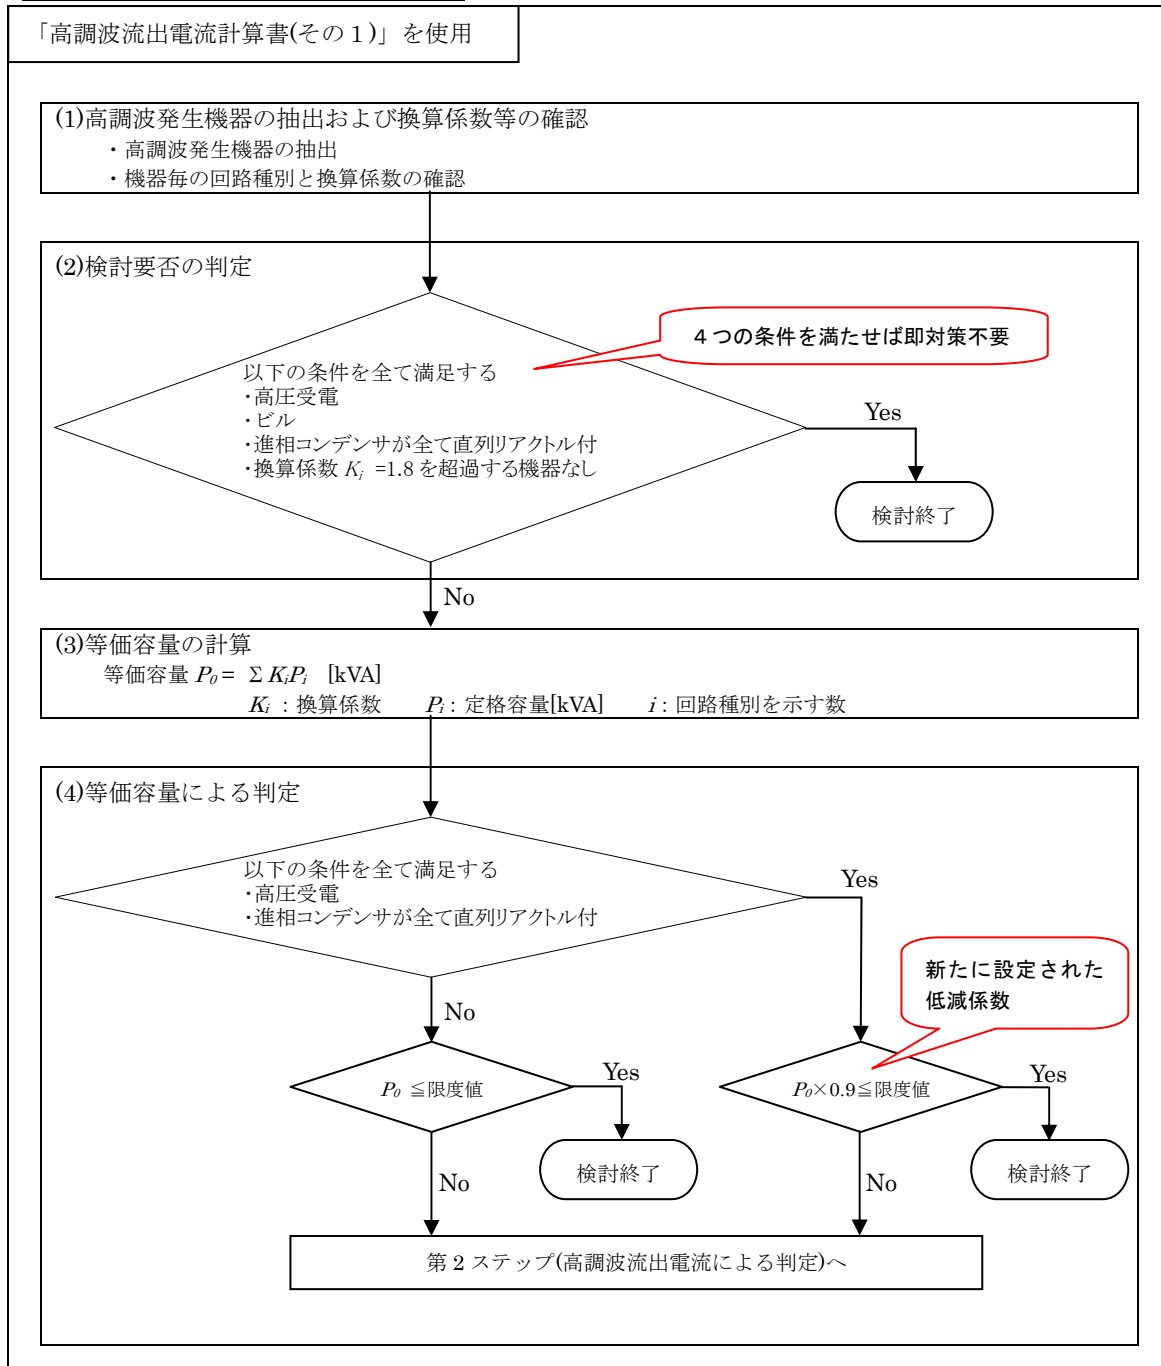 「高調波流出電流計算書(その１)」を使用
(1)高調波発生機器の抽出および換算係数等の確認
・高調波発生機器の抽出
・機器毎の回路種別と換算係数の確認
(2)検討要否の判定
４つの条件を満たせば即対策不要
以下の条件を全て満足する
・高圧受電
・ビル
・進相コンデンサが全て直列リアクトル付
・換算係数 Ki =1.8 を超過する機器なし
Yes
検討終了
No
(3)等価容量の計算
等価容量 P0 = ΣKiPi [kVA]
Ki : 換算係数 Pi : 定格容量[kVA] i : 回路種別を示す数
(4)等価容量による判定
以下の条件を全て満足する
・高圧受電
・進相コンデンサが全て直列リアクトル付
Yes
新たに設定された
低減係数
No
P0 ≦限度値
Yes
P0×0.9≦限度値
Yes
検討終了
検討終了
No
No
第 2 ステップ(高調波流出電流による判定)へ